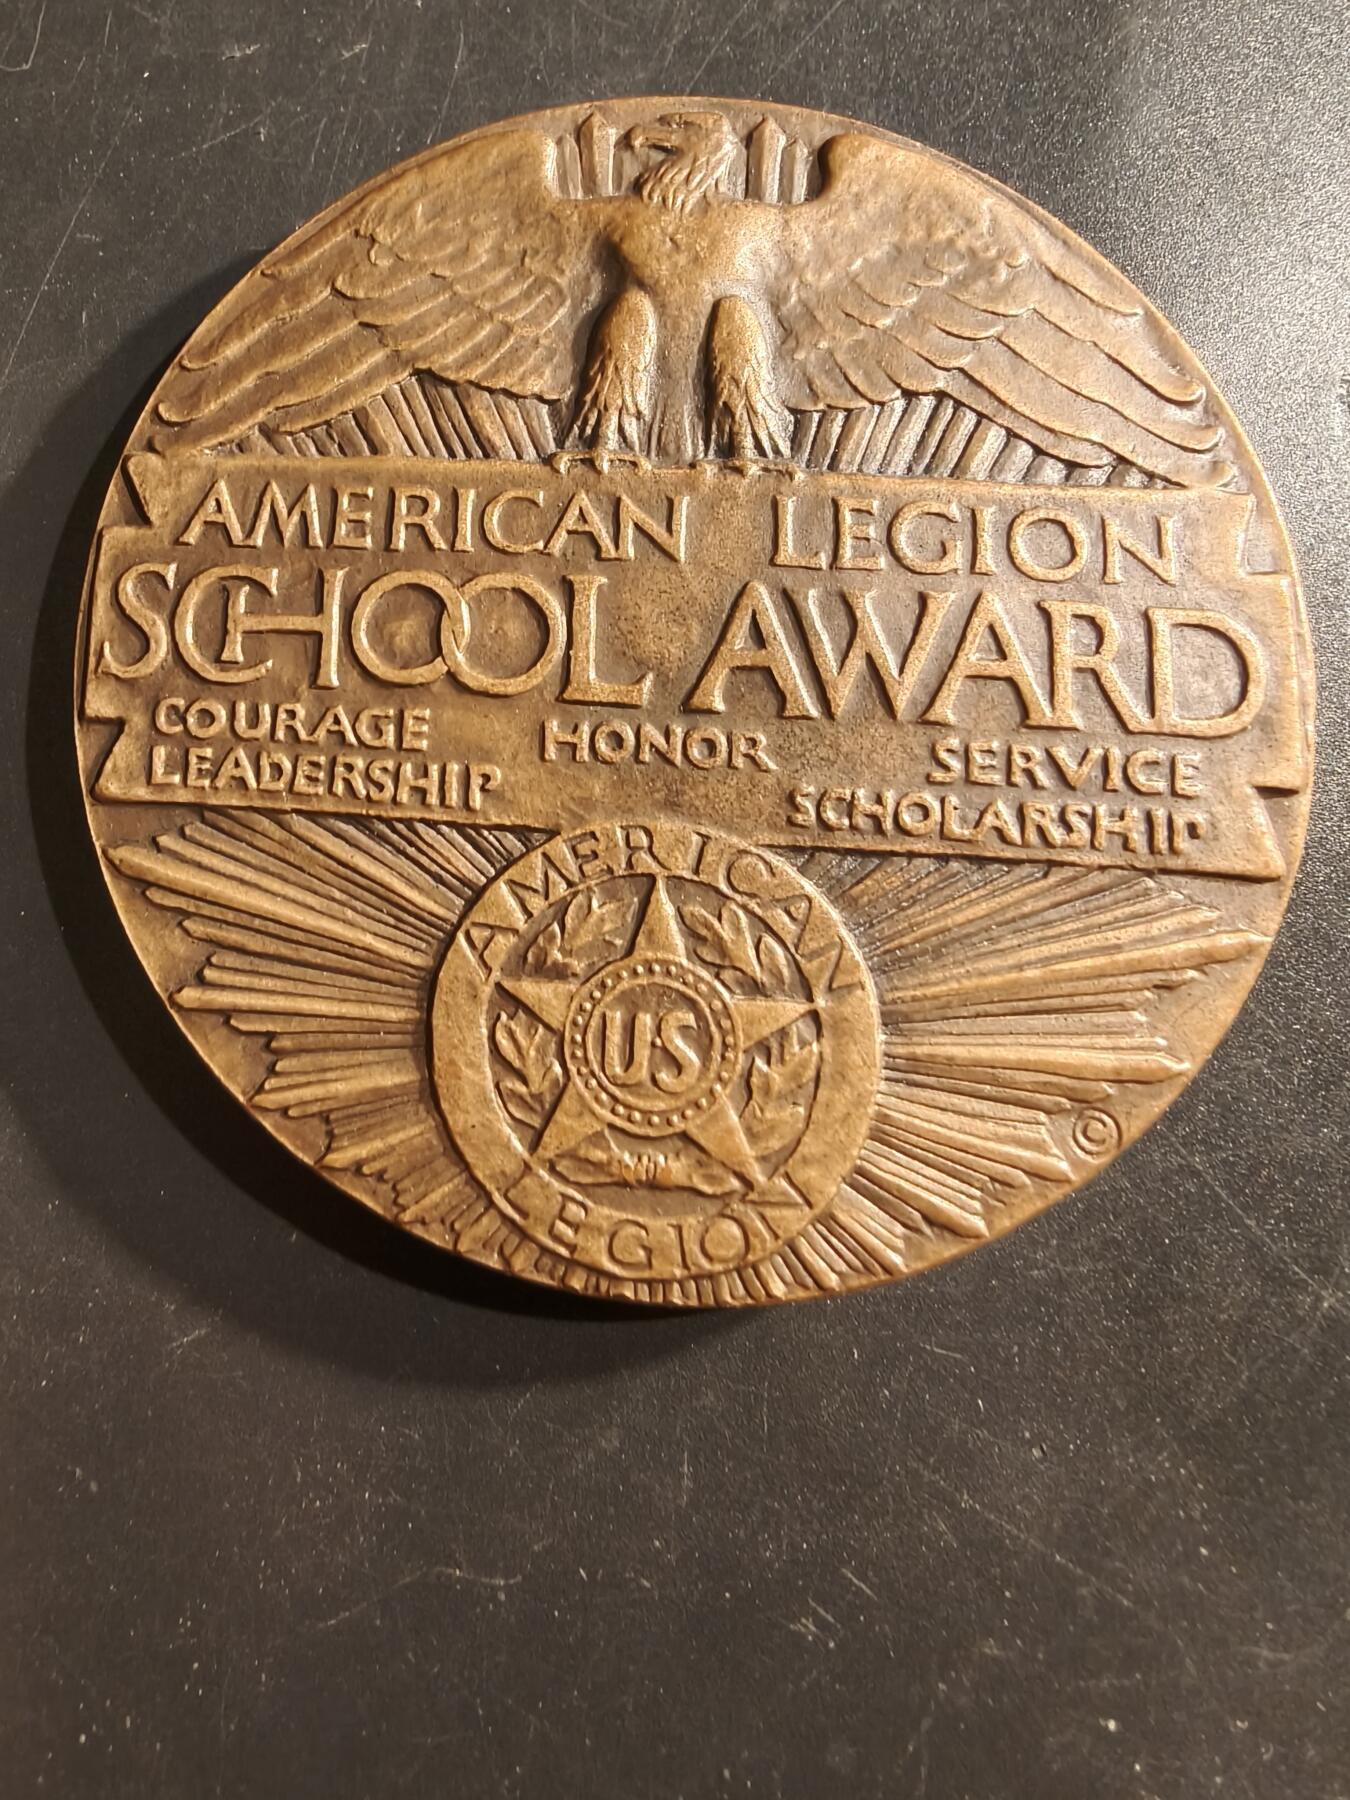 AMERICAN LEGION
SCHOOL AWARD
COURAGE HONOR SERVICE
LEADERSHIP SCHOLARSHIP
AMERICAN
US
LEGION
©